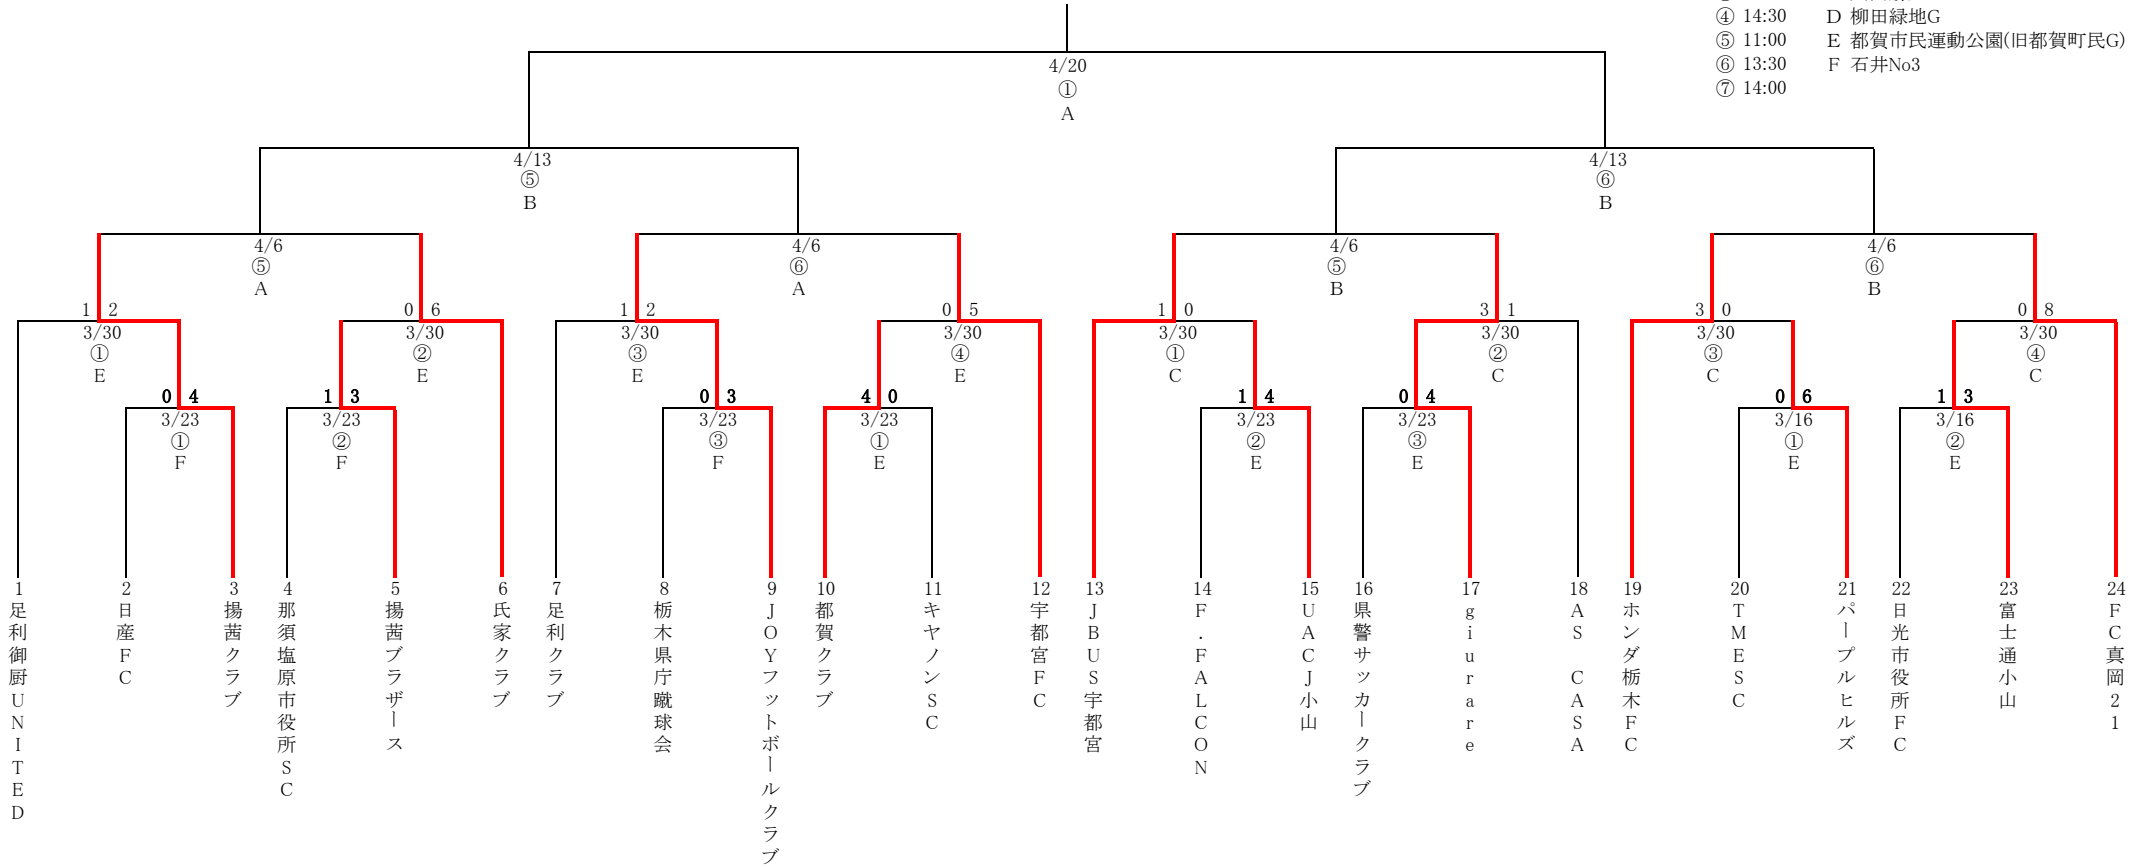 ④ 14:30 D 柳田緑地G
⑤ 11:00 E 都賀市民運動公園(旧都賀町民G)
⑥ 13:30 F 石井No3
⑦ 14:00
4/20
①
A
4/13 4/13
⑤ ⑥
B B
4/6 4/6 4/6 4/6
⑤ ⑥ ⑤ ⑥
A A B B
1 2 0 6 1 2 0 5 1 0 3 1 3 0 0 8
3/30 3/30 3/30 3/30 3/30 3/30 3/30 3/30
① ② ③ ④ ① ② ③ ④
E E E E C C C C
0 4 1 3 0 3 4 0 1 4 0 4 0 6 1 3
3/23 3/23 3/23 3/23 3/23 3/23 3/16 3/16
① ② ③ ① ② ③ ① ②
F F F E E E E E
1 足利御厨UNITED
2 日産FC
3 揚茜クラブ
4 那須塩原市役所SC
5 揚茜ブラザース
6 氏家クラブ
7 足利クラブ
8 栃木県庁蹴球会
9 JOYフットボールクラブ
10 都賀クラブ
11 キヤノンSC
12 宇都宮FC
13 JBUS宇都宮
14 F.FALCON
15 UACJ小山
16 県警サッカークラブ
17 giurare
18 AS CASA
19 ホンダ栃木FC
20 TMESC
21 パープルヒルズ
22 日光市役所FC
23 富士通小山
24 FC真岡21